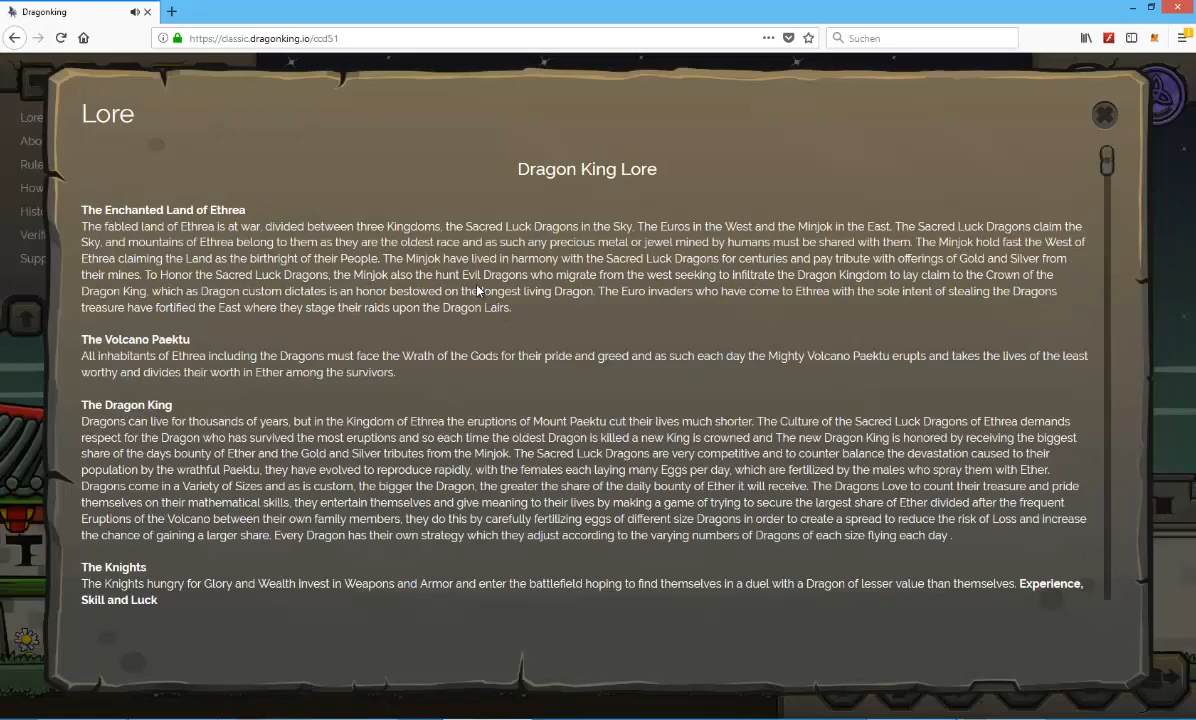 Dragonking
https://classic.dragonking.io/ccd51
Suchen
Lore
Lore
Dragon King Lore
The Enchanted Land of Ethrea
The fabled land of Ethrea is at war, divided between three Kingdoms, the Sacred Luck Dragons in the Sky, The Euros in the West and the Minjok in the East. The Sacred Luck Dragons claim the
Sky, and mountains of Ethrea belong to them as they are the oldest race and as such any precious metal or jewel mined by humans must be shared with them. The Minjok hold fast the West of
Ethrea claiming the Land as the birthright of their People. The Minjok have lived in harmony with the Sacred Luck Dragons for centuries and pay tribute with offerings of Gold and Silver from
their mines. To Honor the Sacred Luck Dragons, the Minjok also the hunt Evil Dragons who migrate from the west seeking to infiltrate the Dragon Kingdom to lay claim to the Crown of the
Dragon King, which as Dragon custom dictates is an honor bestowed on the longest living Dragon. The Euro invaders who have come to Ethrea with the sole intent of stealing the Dragons
treasure have fortified the East where they stage their raids upon the Dragon Lairs.
The Volcano Paektu
All inhabitants of Ethrea including the Dragons must face the Wrath of the Gods for their pride and greed and as such each day the Mighty Volcano Paektu erupts and takes the lives of the least
worthy and divides their worth in Ether among the survivors.
The Dragon King
Dragons can live for thousands of years, but in the Kingdom of Ethrea the eruptions of Mount Paektu cut their lives much shorter. The Culture of the Sacred Luck Dragons of Ethrea demands
respect for the Dragon who has survived the most eruptions and so each time the oldest Dragon is killed a new King is crowned and The new Dragon King is honored by receiving the biggest
share of the days bounty of Ether and the Gold and Silver tributes from the Minjok. The Sacred Luck Dragons are very competitive and to counter balance the devastation caused to their
population by the wrathful Paektu, they have evolved to reproduce rapidly, with the females each laying many Eggs per day, which are fertilized by the males who spray them with Ether.
Dragons come in a Variety of Sizes and as is custom, the bigger the Dragon, the greater the share of the daily bounty of Ether it will receive. The Dragons Love to count their treasure and pride
themselves on their mathematical skills, they entertain themselves and give meaning to their lives by making a game of trying to secure the largest share of Ether divided after the frequent
Eruptions of the Volcano between their own family members, they do this by carefully fertilizing eggs of different size Dragons in order to create a spread to reduce the risk of Loss and increase
the chance of gaining a larger share. Every Dragon has their own strategy which they adjust according to the varying numbers of Dragons of each size flying each day .
The Knights
The Knights hungry for Glory and Wealth Invest in Weapons and Armor and enter the battlefield hoping to find themselves in a duel with a Dragon of lesser value than themselves. Experience,
Skill and Luck
Abo
Rule
How
Hist
Verifi
Supp